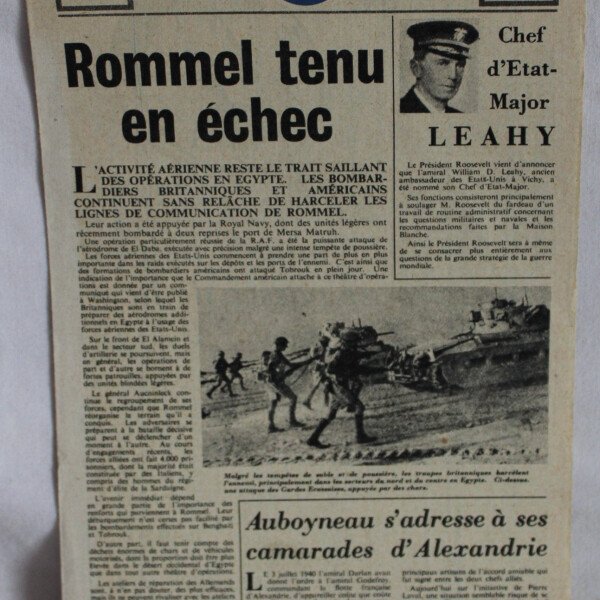 Rommel tenu
en échec
L'ACTIVITÉ AÉRIENNE RESTE LE TRAIT SAILLANT
DES OPÉRATIONS EN EGYPTE. LES BOMBAR-
DIERS BRITANNIQUES ET AMÉRICAINS
CONTINUENT SANS RELÂCHE DE HARCELER LES
LIGNES DE COMMUNICATION DE ROMMEL.
Leur action a été appuyée par la Royal Navy, dont des unités légères ont
récemment bombardé à deux reprises le port de Mersa Matruh.
Une opération particulièrement réussie de la R.A.F. a été la puissante attaque de
l'aérodrome de El Daba, exécutée avec précision malgré une intense tempête de poussière.
Les forces aériennes des Etats-Unis commencent à prendre une part de plus en plus
importante dans les raids exécutés sur les dépôts et les ports de l'ennemi. C'est ainsi que
des formations de bombardiers américains ont attaqué Tobrouk en plein jour. Une
indication de l'importance que le Commandement américain attache à ce théâtre d'opéra-
tions est donnée par un
communiqué qui vient d'être publié
à Washington, selon lequel les
Britanniques sont en train de
préparer des aérodromes addi-
tionnels en Egypte à l'usage des
forces aériennes des Etats-Unis.
Sur le front de El Alamein et
dans le secteur sud, les duels
d'artillerie se poursuivent, mais
en général, les opérations de
part et d'autre se bornent à de
fortes patrouilles, appuyées par
des unités blindées légères.
Le général Auchinleck con-
tinue le regroupement de ses
forces, cependant que Rommel
réorganise le terrain qu'il a
conquis. Les adversaires se
préparent à la bataille décisive
qui peut se déclencher d'un
moment à l'autre. Au cours
d'engagements récents, les
forces alliées ont fait 4.000 pri-
sonniers, dont la majorité était
constituée par des Italiens, y
compris des hommes du régi-
ment d'élite de la Sardaigne.
L'avenir immédiat dépend
en grande partie de l'importance des
renforts qui parviennent à Rommel. Leur
débarquement n'est certes pas facilité par
les bombardements effectués sur Benghazi
et Tobrouk.
D'autre part, il faut tenir compte des
déchets énormes de chars et de véhicules
motorisés, dont la proportion doit être plus
élevée dans le désert occidental d'Egypte
que dans tout autre théâtre d'opérations.
Les ateliers de réparation des Allemands
sont à n'en pas douter, des plus efficaces,
mais ils ne peuvent rivaliser avec les ateliers
Chef
d'Etat-
Major
LEAHY
Le Président Roosevelt vient d'annoncer
que l'amiral William D. Leahy, ancien
ambassadeur des Etats-Unis à Vichy, a
été nommé son Chef d'Etat-Major.
Ses fonctions consisteront principalement
à soulager M. Roosevelt du fardeau d'un
travail de routine administratif concernant
les questions militaires et navales et les
recommandations faites par la Maison
Blanche.
Ainsi le Président Roosevelt sera à même
de se consacrer plus entièrement aux
questions de la grande stratégie de la guerre
mondiale.
Malgré les tempêtes de sable et de poussière, les troupes britanniques harcèlent
l'ennemi, principalement dans les secteurs du nord et du centre en Egypte. Ci-dessus,
une attaque des Gardes Ecossaises, appuyée par des chars.
Auboyneau s'adresse à ses
camarades d'Alexandrie
LE 3 juillet 1940 l'amiral Darlan avait
donné l'ordre à l'amiral Godefroy,
commandant la flotte française
d'Alexandrie, d'appareiller coûte que coûte
principaux artisans de l'accord amiable qui
fut signé entre les deux chefs alliés.
Aujourd'hui sur l'initiative de Pierre
Laval, une situation semblable risque de se